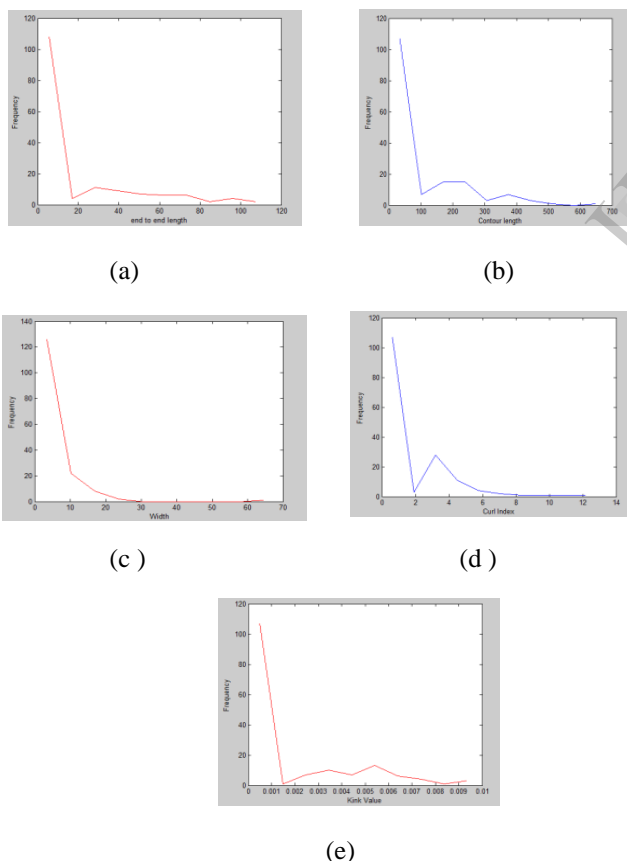 120
100
80
60
40
20
0
Frequency
0 20 40 60 80 100 120
end to end length
(a)
120
100
80
60
40
20
0
Frequency
0 100 200 300 400 500 600 700
Contour length
(b)
140
120
100
80
60
40
20
0
Frequency
0 10 20 30 40 50 60 70
Width
(c )
120
100
80
60
40
20
0
Frequency
0 2 4 6 8 10 12 14
Curl Index
(d )
120
100
80
60
40
20
0
Frequency
0 0.001 0.002 0.003 0.004 0.005 0.006 0.007 0.008 0.009 0.01
Kink Value
(e)